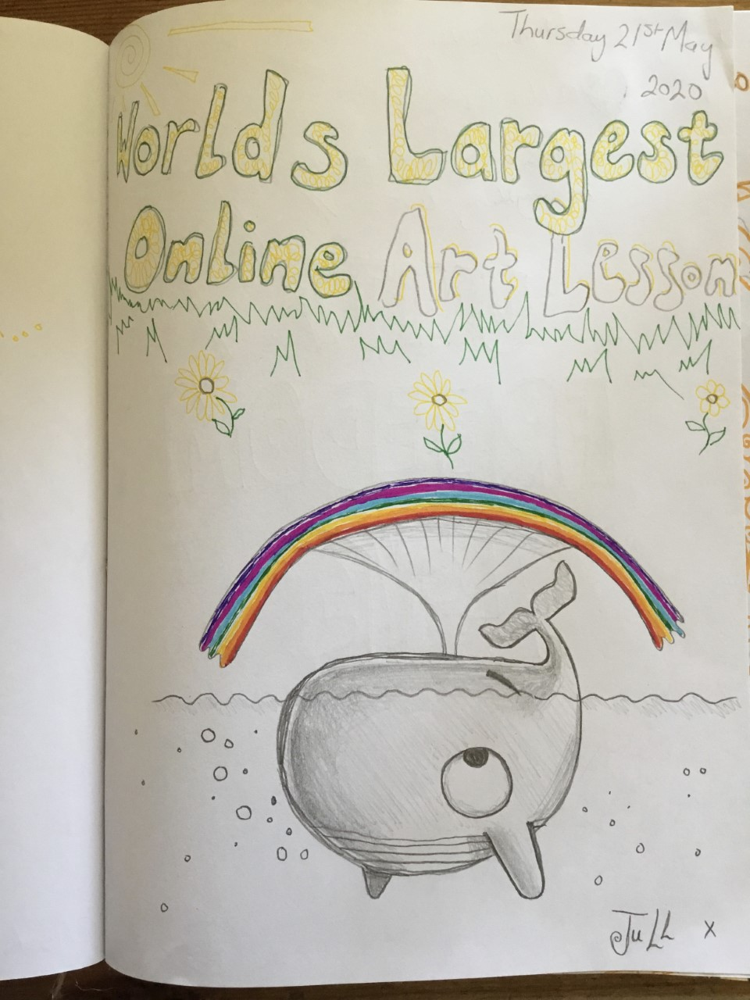 Thursday 21st May
2020
Worlds Largest
Online Art Lesson